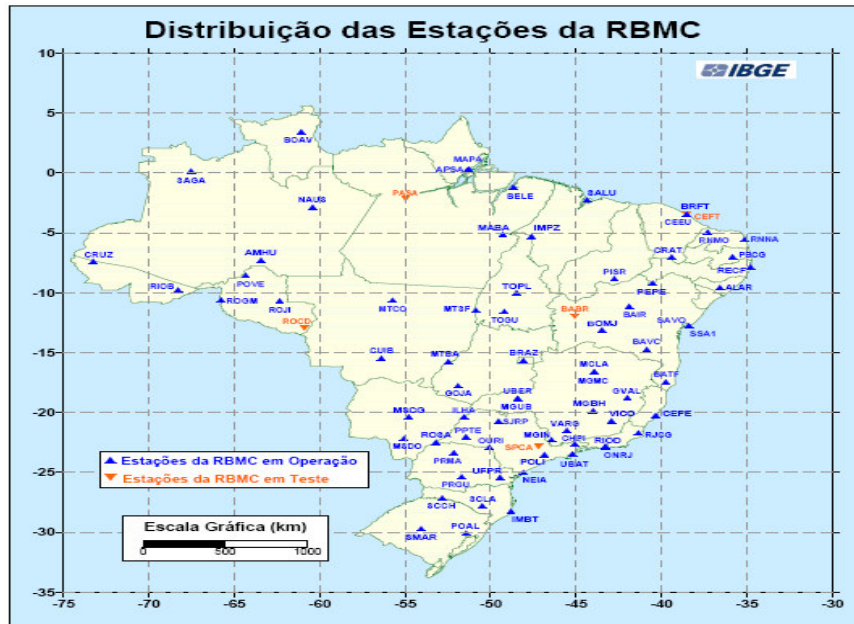 Distribuição das Estações da RBMC
IBGE
10
5
0
-5
-10
-15
-20
-25
-30
-35
-75
-70
-65
-60
-55
-50
-45
-40
-35
-30
BOAV
SAGA
NAUS
MAPA
APSA
BELE
SALU
BRFT
CEEU
CEFT
MABA
IMPZ
RNMO
RNNA
CRUZ
AMHU
CRAT
PBCG
RECF
PISR
POVE
RIOB
ROGM
ROJI
ROCD
MTCO
MTSF
TOPL
TOGU
BABR
PEPE
ALAR
BAIR
BOMJ
SAVO
SSA1
BAVC
CUIB
MTBA
BRAZ
MCLA
MGMC
BATF
GOJA
UBER
MGUB
GVAL
MGBH
VICO
CEFE
MSCG
ILHA
SJRP
PPTE
MSDO
ROSA
OURI
VARG
MGIN
CHPI
SPCA
RIOD
RJCG
ONRJ
UBAT
POLI
PRMA
PRGU
UFPR
NEIA
SCCH
SCLA
IMBT
SMAR
POAL
Estações da RBMC em Operação
Estações da RBMC em Teste
Escala Gráfica (km)
0
500
1000